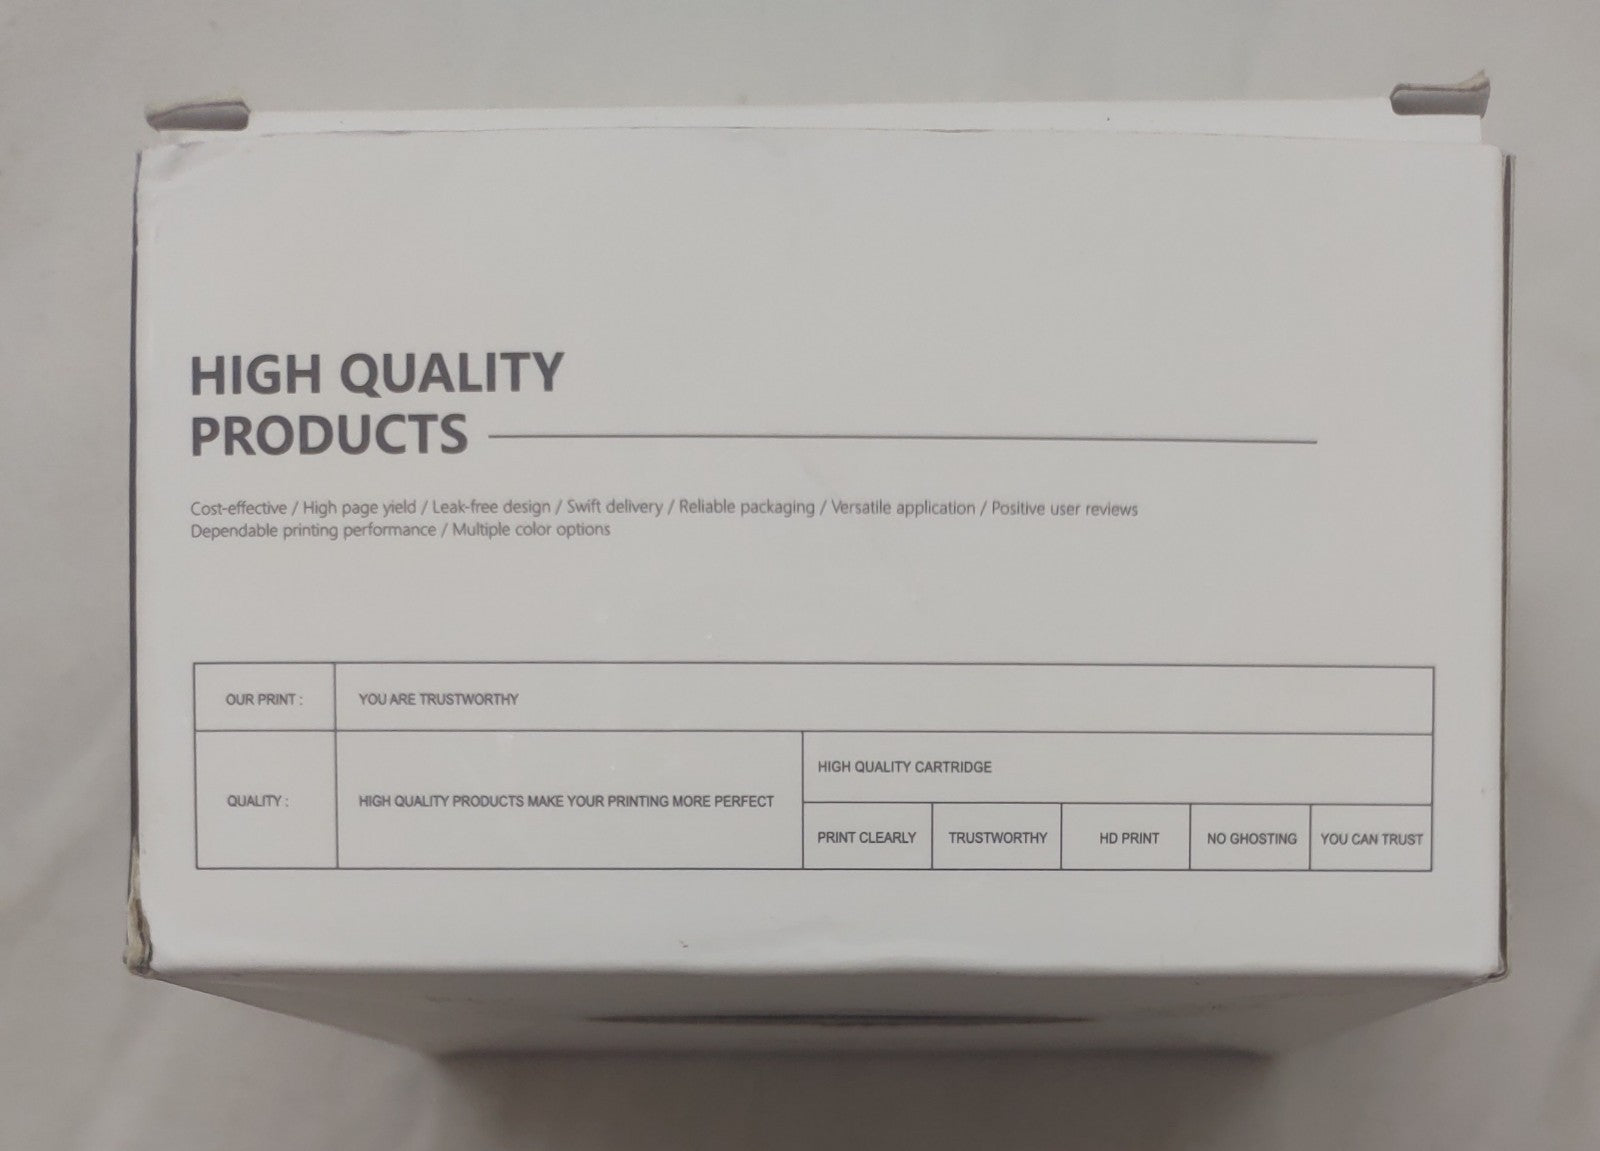 HIGH QUALITY
PRODUCTS
Cost-effective / High page yield / Leak-free design / Swift delivery / Reliable packaging / Versatile application / Positive user reviews
Dependable printing performance / Multiple color options
OUR PRINT :
YOU ARE TRUSTWORTHY
QUALITY :
HIGH QUALITY PRODUCTS MAKE YOUR PRINTING MORE PERFECT
HIGH QUALITY CARTRIDGE
PRINT CLEARLY
TRUSTWORTHY
HD PRINT
NO GHOSTING
YOU CAN TRUST